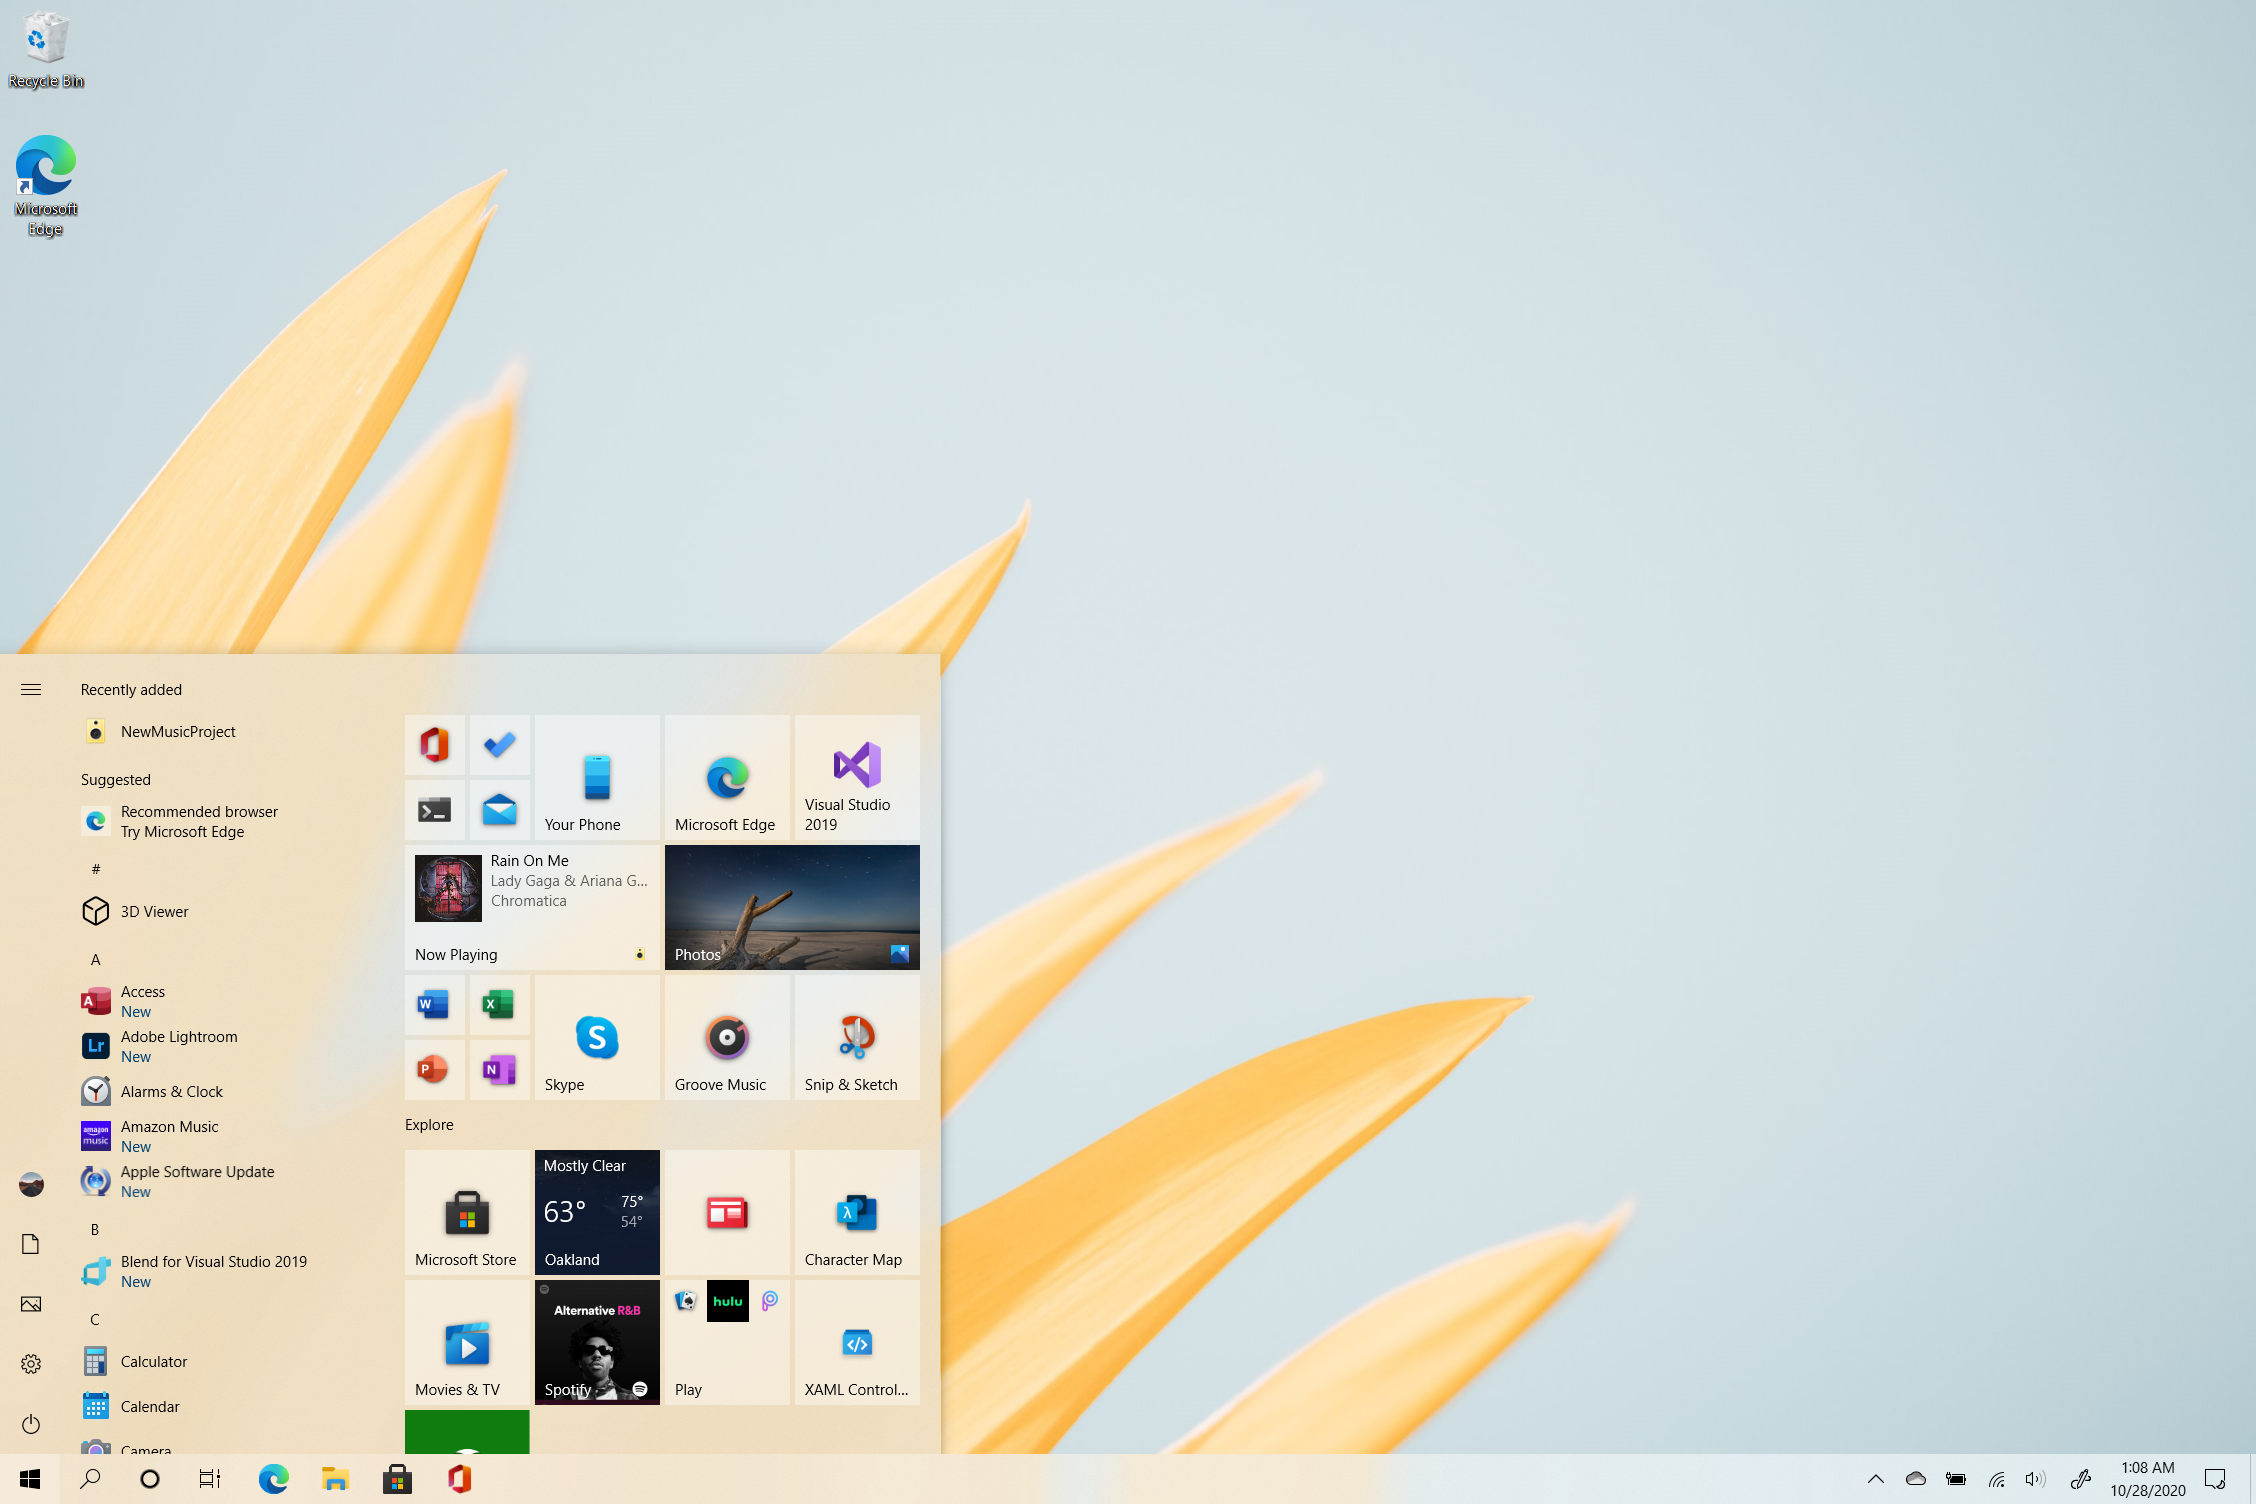 Recycle Bin
Microsoft
Edge
Recently added
NewMusicProject
Suggested
Recommended browser
Try Microsoft Edge
#
3D Viewer
A
Access
New
Adobe Lightroom
New
Alarms & Clock
amazon
music
Amazon Music
New
Apple Software Update
New
B
Blend for Visual Studio 2019
New
C
Calculator
Calendar
Camera
Your Phone
Microsoft Edge
Visual Studio
2019
Rain On Me
Lady Gaga & Ariana G...
Chromatica
Now Playing
Photos
Skype
Groove Music
Snip & Sketch
Explore
Microsoft Store
Mostly Clear
63°
75°
54°
Oakland
Character Map
Movies & TV
Alternative R&B
Spotify
hulu
Play
XAML Control...
1:08 AM
10/28/2020